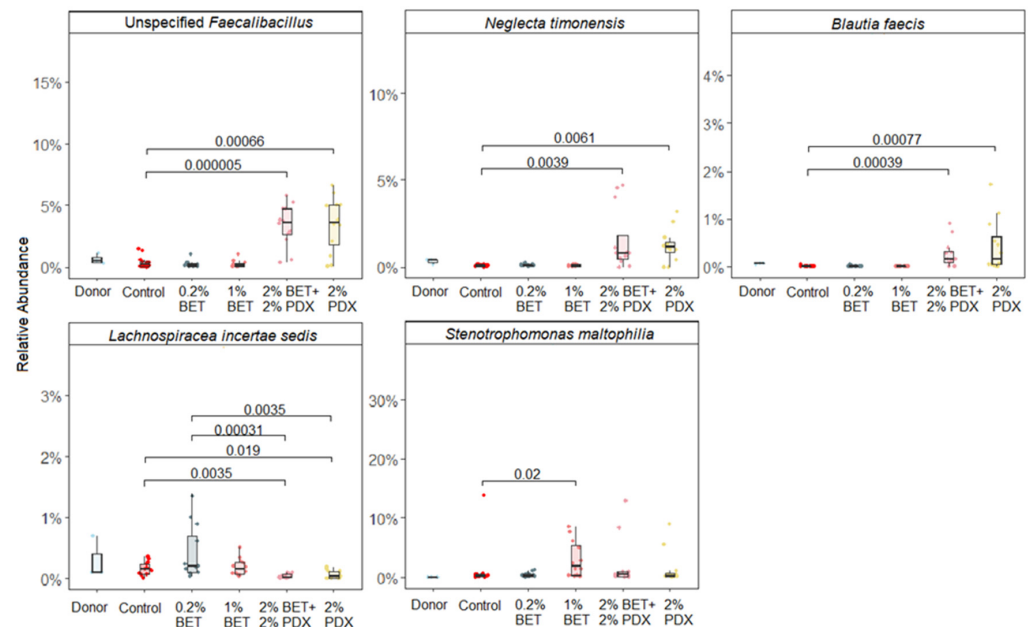 Unspecified Faecalibacillus
Neglecta timonensis
Blautia faecis
Relative Abundance
15%
10%
5%
0%
0.00066
0.000005
Donor Control 0.2% BET 1% BET 2% BET+ 2% PDX 2% PDX
10%
5%
0%
0.0061
0.0039
Donor Control 0.2% BET 1% BET 2% BET+ 2% PDX 2% PDX
4%
3%
2%
1%
0%
0.00077
0.00039
Donor Control 0.2% BET 1% BET 2% BET+ 2% PDX 2% PDX
Lachnospiracea incertae sedis
Stenotrophomonas maltophilia
3%
2%
1%
0%
0.0035
0.00031
0.019
0.0035
Donor Control 0.2% BET 1% BET 2% BET+ 2% PDX 2% PDX
30%
20%
10%
0%
0.02
Donor Control 0.2% BET 1% BET 2% BET+ 2% PDX 2% PDX